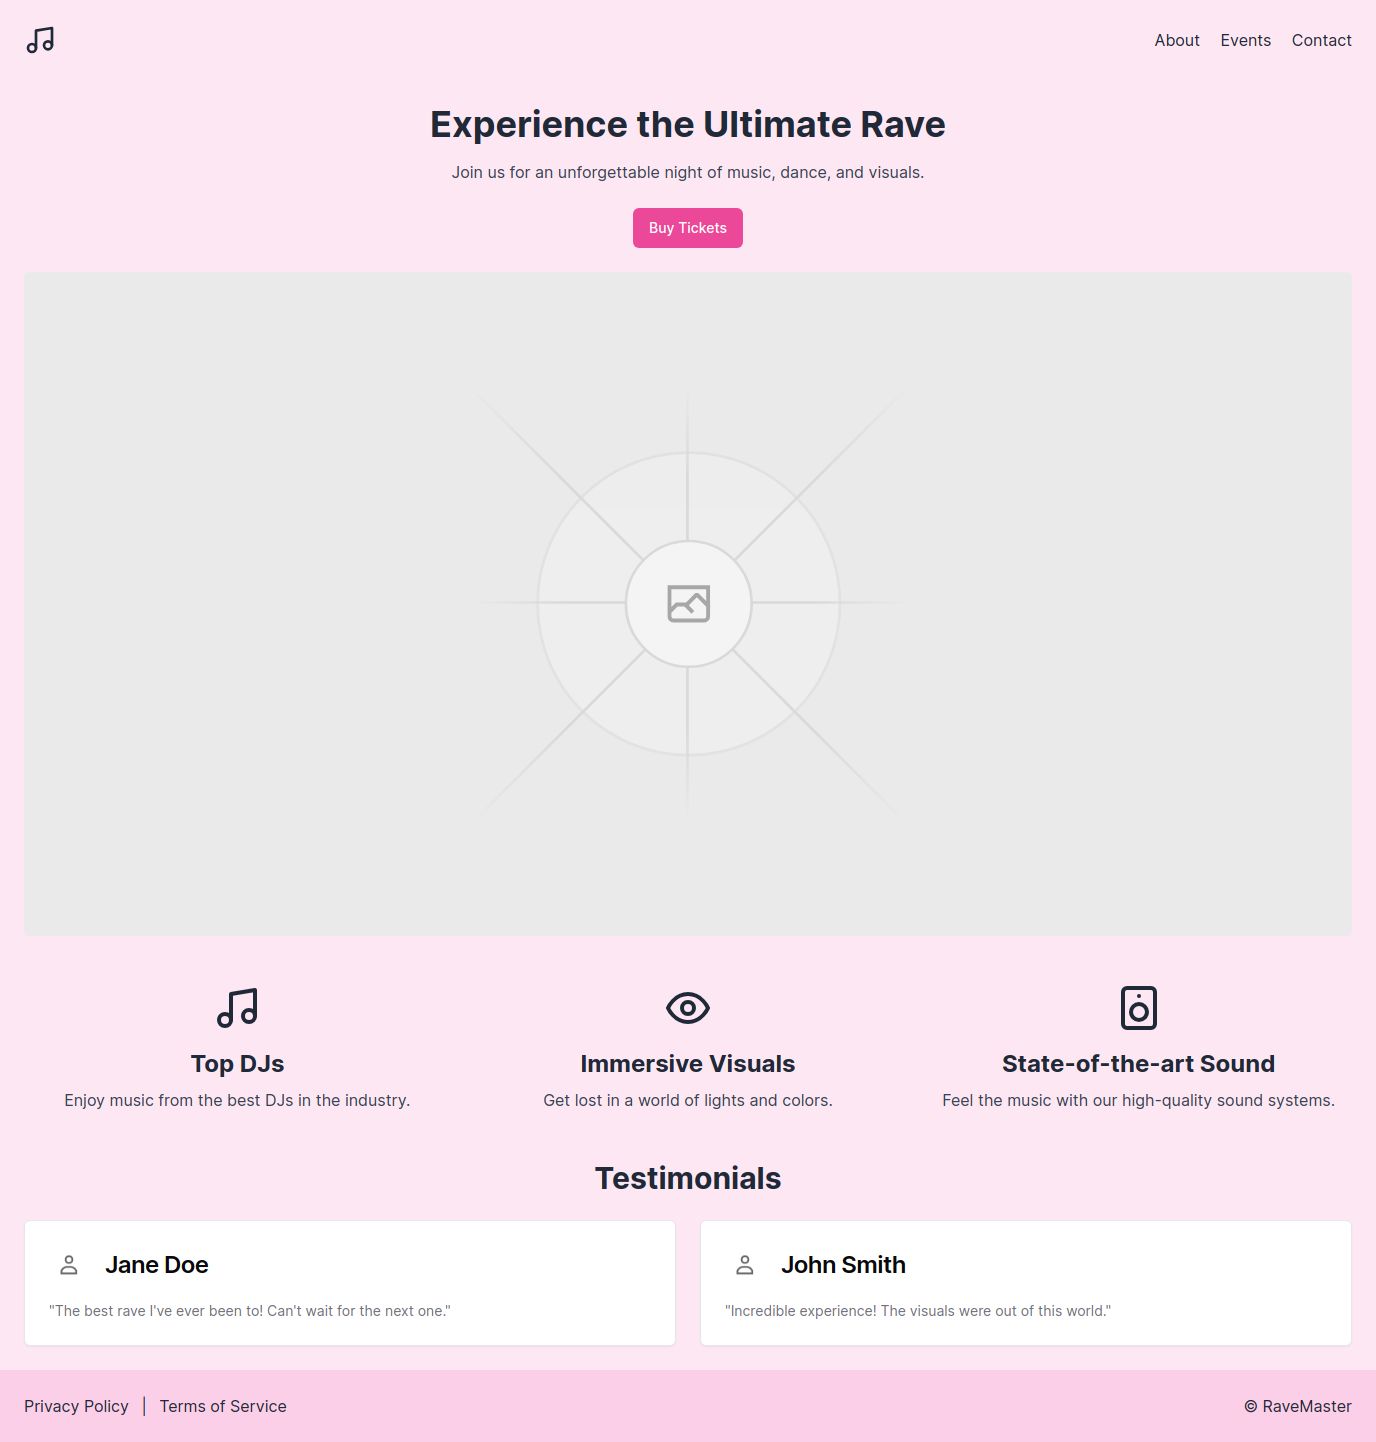 About Events Contact
Experience the Ultimate Rave
Join us for an unforgettable night of music, dance, and visuals.
Buy Tickets
Top DJs
Enjoy music from the best DJs in the industry.
Immersive Visuals
Get lost in a world of lights and colors.
State-of-the-art Sound
Feel the music with our high-quality sound systems.
Testimonials
Jane Doe
"The best rave I've ever been to! Can't wait for the next one."
John Smith
"Incredible experience! The visuals were out of this world."
Privacy Policy | Terms of Service
© RaveMaster